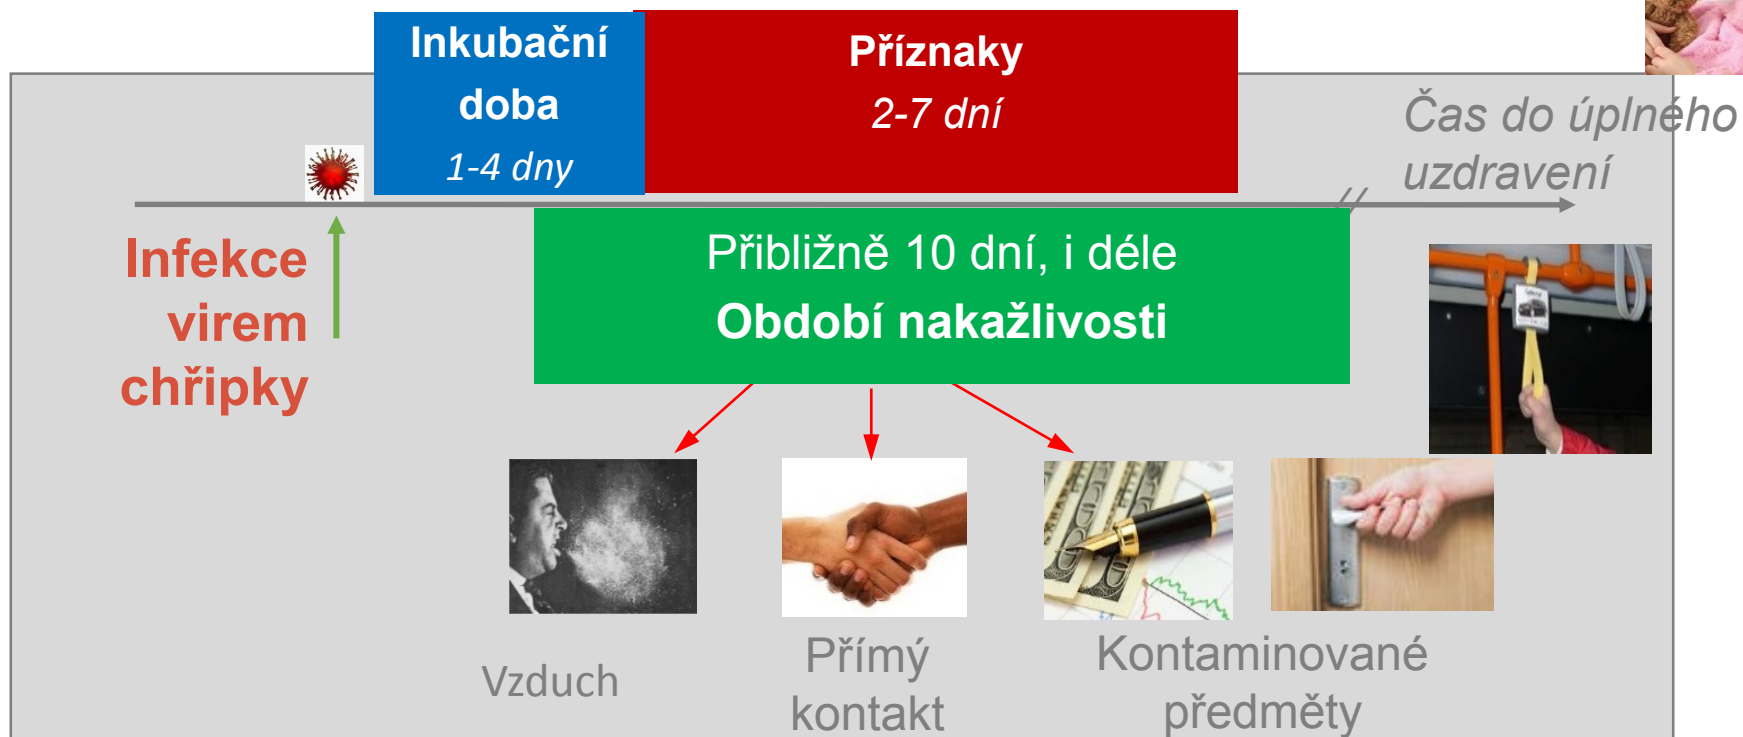 Inkubační
doba
1-4 dny
Příznaky
2-7 dní
Čas do úplného
uzdravení
Infekce
virem
chřipky
Přibližně 10 dní, i déle
Období nakažlivosti
Vzduch
Přímý
kontakt
Kontaminované
předměty